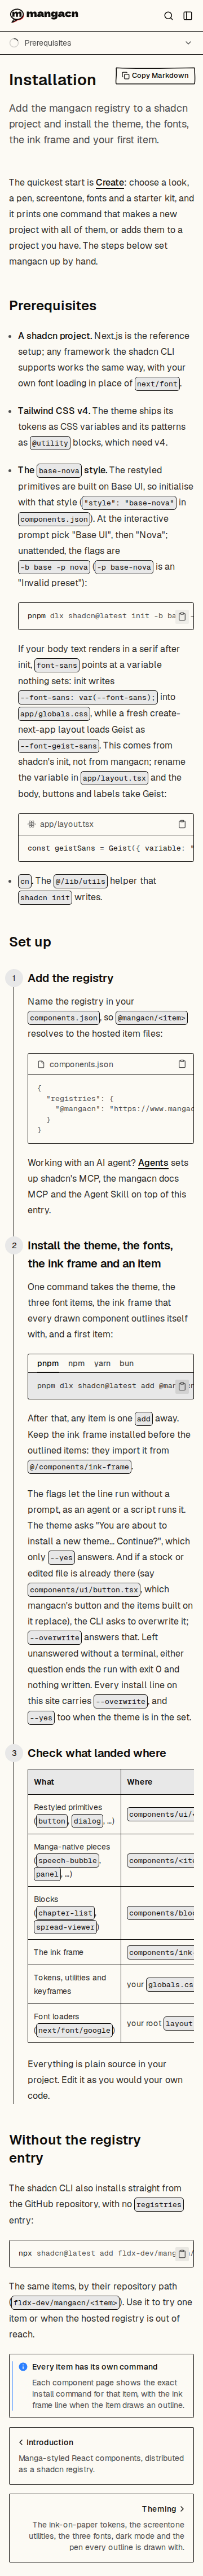 mangacn
Prerequisites
Installation
Copy Markdown
Add the mangacn registry to a shadcn
project and install the theme, the fonts,
the ink frame and your first item.
The quickest start is Create: choose a look,
a pen, screentone, fonts and a starter kit, and
it prints one command that makes a new
project with all of them, or adds them to a
project you have. The steps below set
mangacn up by hand.
Prerequisites
A shadcn project. Next.js is the reference
setup; any framework the shadcn CLI
supports works the same way, with your
own font loading in place of next/font.
Tailwind CSS v4. The theme ships its
tokens as CSS variables and its patterns
as @utility blocks, which need v4.
The base-nova style. The restyled
primitives are built on Base UI, so initialise
with that style ("style": "base-nova" in
components.json). At the interactive
prompt pick "Base UI", then "Nova";
unattended, the flags are
-b base -p nova (-p base-nova is an
"Invalid preset"):
pnpm dlx shadcn@latest init -b ba
If your body text renders in a serif after
init, font-sans points at a variable
nothing sets: init writes
--font-sans: var(--font-sans); into
app/globals.css, while a fresh create-
next-app layout loads Geist as
--font-geist-sans. This comes from
shadcn's init, not from mangacn; rename
the variable in app/layout.tsx and the
body, buttons and labels take Geist:
app/layout.tsx
const geistSans = Geist({ variable: "
cn. The @/lib/utils helper that
shadcn init writes.
Set up
1
Add the registry
Name the registry in your
components.json, so @mangacn/<item>
resolves to the hosted item files:
components.json
{
"registries": {
"@mangacn": "https://www.mangac
}
}
Working with an AI agent? Agents sets
up shadcn's MCP, the mangacn docs
MCP and the Agent Skill on top of this
entry.
2
Install the theme, the fonts,
the ink frame and an item
One command takes the theme, the
three font items, the ink frame that
every drawn component outlines itself
with, and a first item:
pnpm npm yarn bun
pnpm dlx shadcn@latest add @man
After that, any item is one add away.
Keep the ink frame installed before the
outlined items: they import it from
@/components/ink-frame.
The flags let the line run without a
prompt, as an agent or a script runs it.
The theme asks "You are about to
install a new theme… Continue?", which
only --yes answers. And if a stock or
edited file is already there (say
components/ui/button.tsx, which
mangacn's button and the items built on
it replace), the CLI asks to overwrite it;
--overwrite answers that. Left
unanswered without a terminal, either
question ends the run with exit 0 and
nothing written. Every install line on
this site carries --overwrite, and
--yes too when the theme is in the set.
3
Check what landed where
What Where
Restyled primitives
(button, dialog, …)
components/ui/<
Manga-native pieces
(speech-bubble,
panel, …)
components/<ite
Blocks
(chapter-list,
spread-viewer)
components/bloc
The ink frame components/ink-
Tokens, utilities and
keyframes
your globals.cs
Font loaders
(next/font/google)
your root layout
Everything is plain source in your
project. Edit it as you would your own
code.
Without the registry
entry
The shadcn CLI also installs straight from
the GitHub repository, with no registries
entry:
npx shadcn@latest add fldx-dev/mang
The same items, by their repository path
(fldx-dev/mangacn/<item>). Use it to try one
item or when the hosted registry is out of
reach.
Every item has its own command
Each component page shows the exact
install command for that item, with the ink
frame line when the item draws an outline.
Introduction
Manga-styled React components, distributed
as a shadcn registry.
Theming
The ink-on-paper tokens, the screentone
utilities, the three fonts, dark mode and the
pen every outline is drawn with.